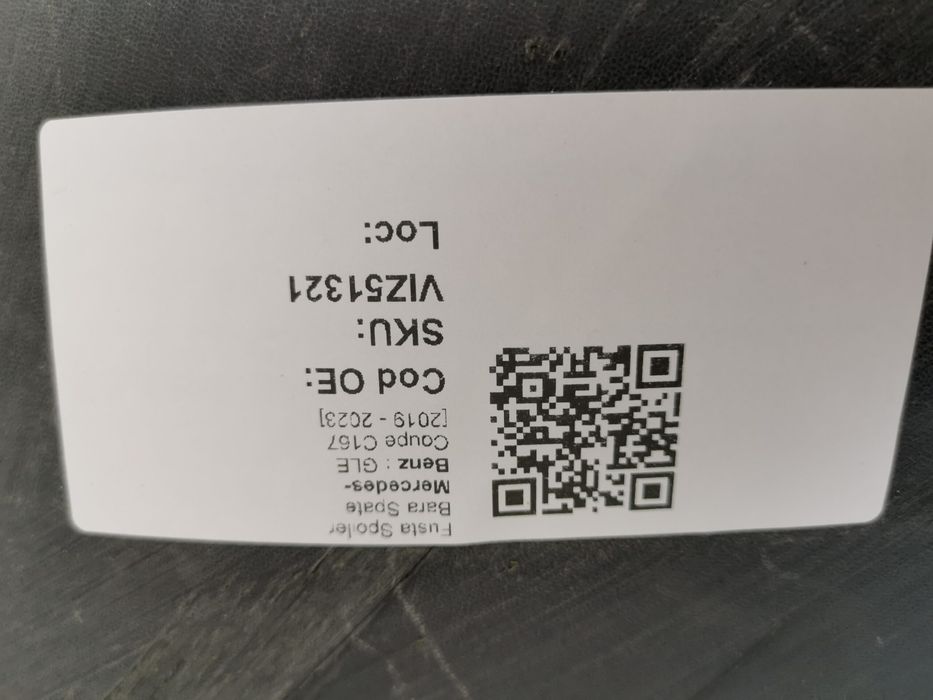 Fusta Spoiler
Bara Spate
Mercedes-
Benz : GLE
Coupe C167
[2019 - 2023]
Cod OE:
SKU:
VIZ51321
Loc: